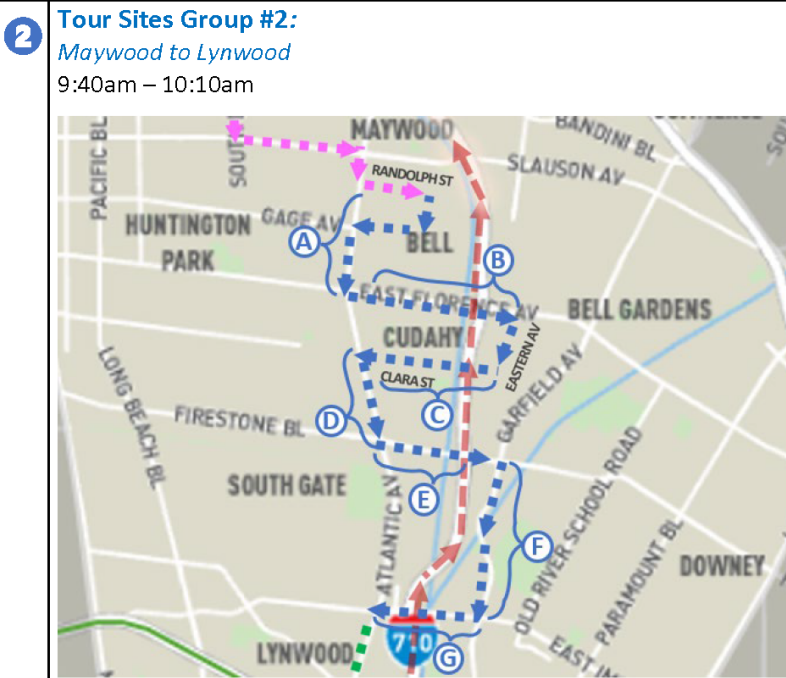 2
Tour Sites Group #2:
Maywood to Lynwood
9:40am – 10:10am
MAYWOOD
BANDINI BL
PACIFIC BL
SLAUSON AV
RANDOLPH ST
HUNTINGTON
PARK
GAGE AV
A
BELL
B
EAST FLORENCE AV
BELL GARDENS
CUDAHY
EASTERN AV
CLARA ST
C
LONG BEACH BL
GARFIELD AV
D
FIRESTONE BL
SOUTH GATE
E
ATLANTIC AV
F
OLD RIVER SCHOOL ROAD
PARAMOUNT BL
DOWNEY
LYNWOOD
710
G
EAST